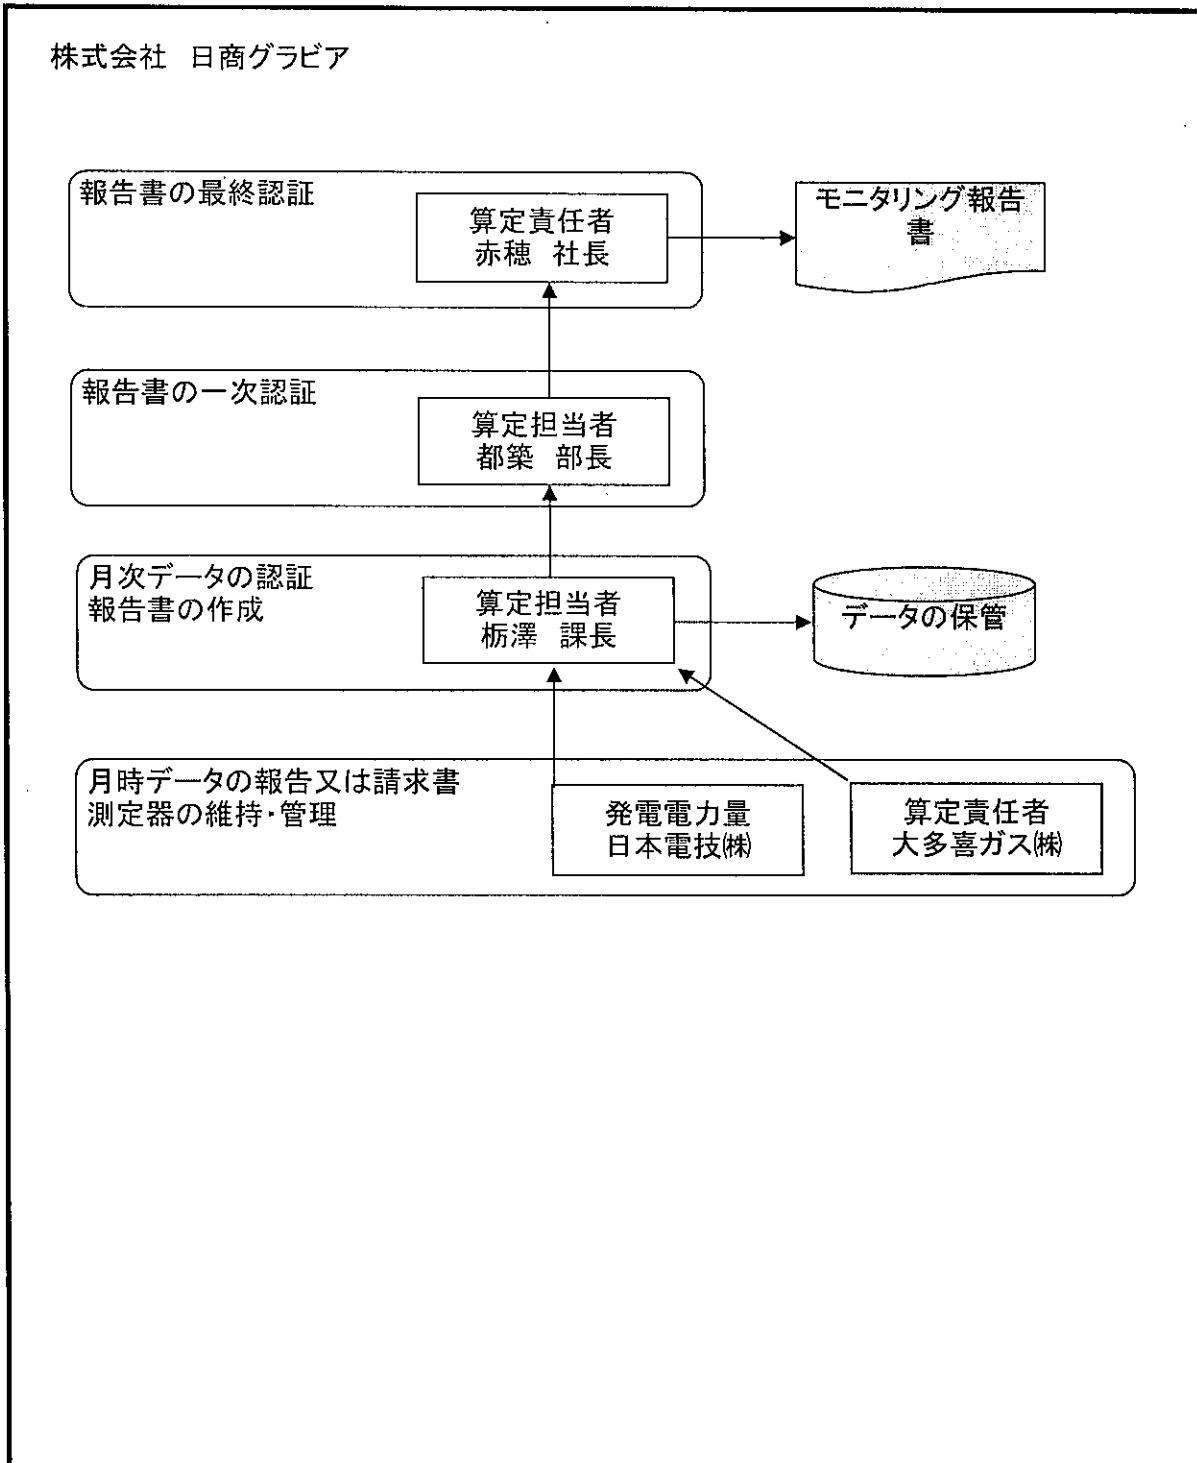 株式会社 日商グラビア
報告書の最終認証
算定責任者
赤穂 社長
モニタリング報告
書
報告書の一次認証
算定担当者
都築 部長
月次データの認証
報告書の作成
算定担当者
栃澤 課長
データの保管
月時データの報告又は請求書
測定器の維持・管理
発電電力量
日本電技㈱
算定責任者
大多喜ガス㈱